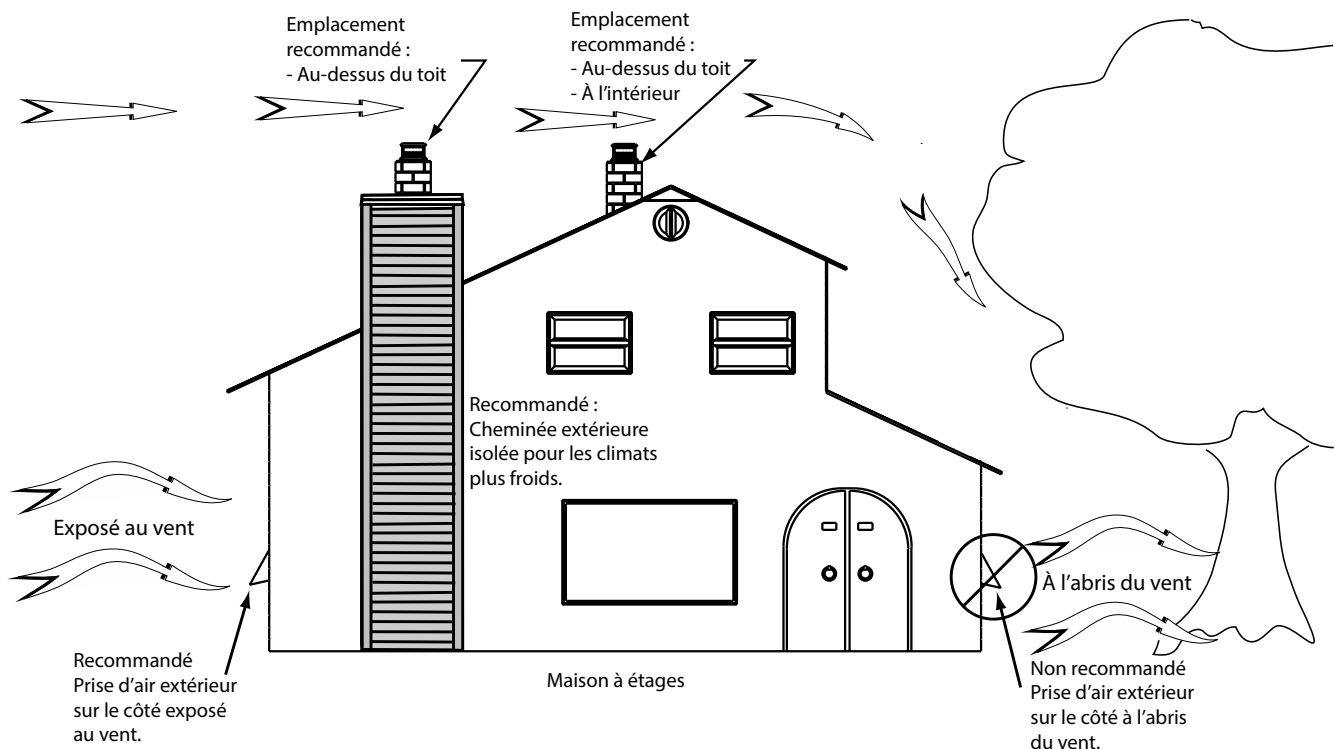 Emplacement
recommandé :
- Au-dessus du toit
Emplacement
recommandé :
- Au-dessus du toit
- À l’intérieur
Recommandé :
Cheminée extérieure
isolée pour les climats
plus froids.
Exposé au vent
À l’abris du vent
Recommandé
Prise d’air extérieur
sur le côté exposé
au vent.
Maison à étages
Non recommandé
Prise d’air extérieur
sur le côté à l’abris
du vent.